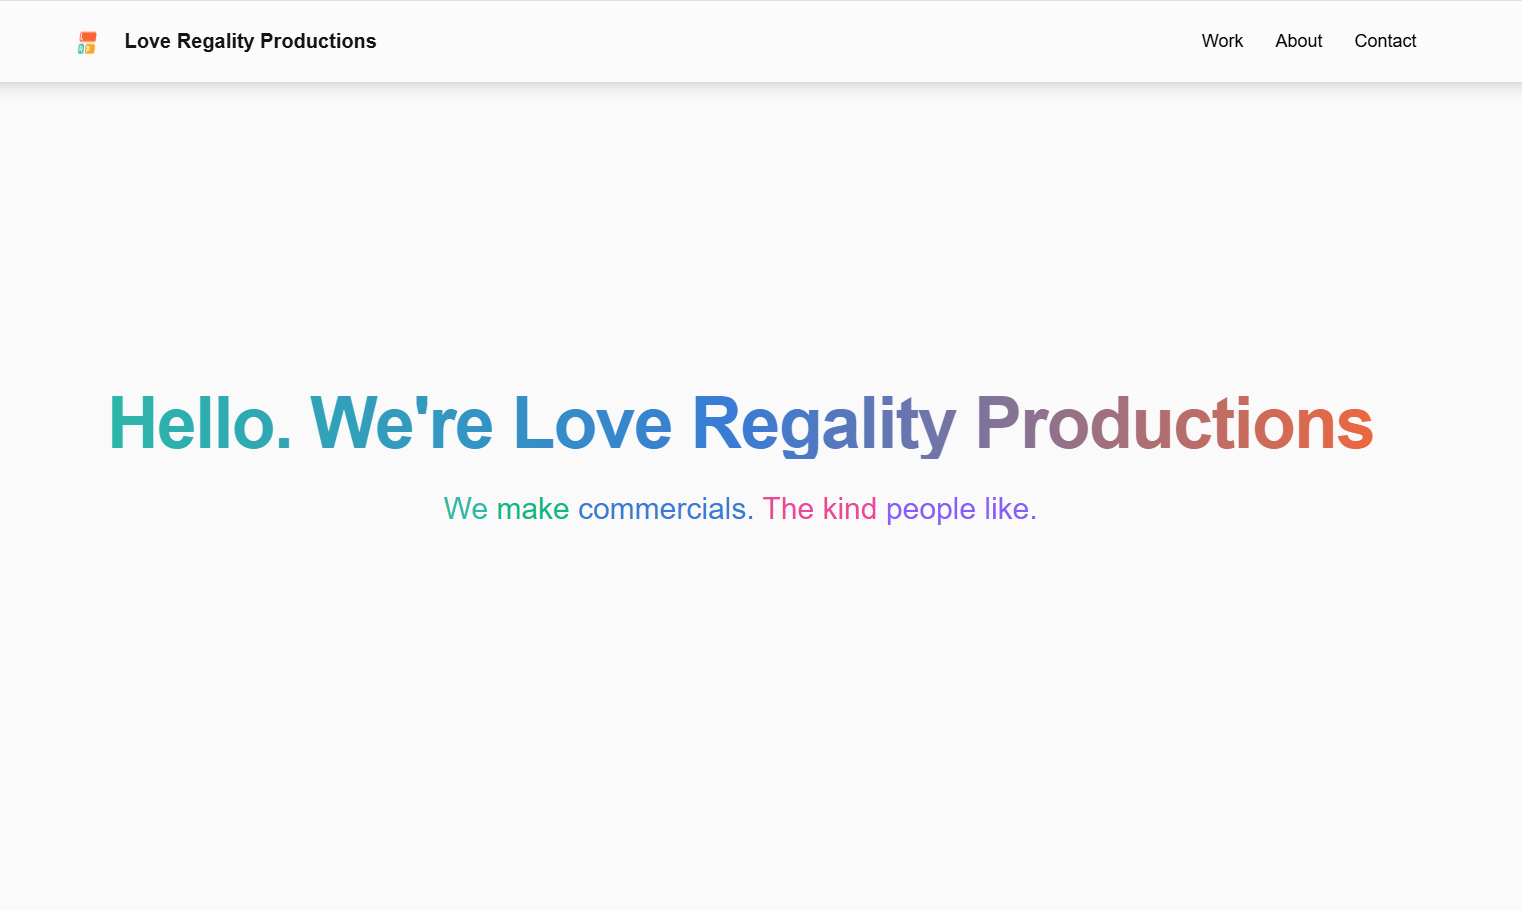 Love Regality Productions
Work About Contact
Hello. We're Love Regality Productions
We make commercials. The kind people like.